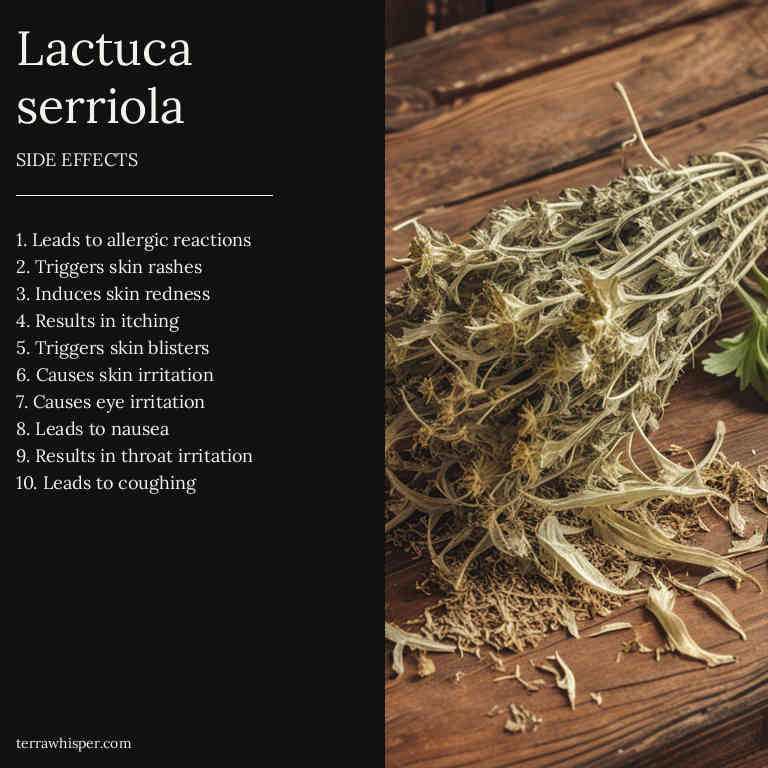 Lactuca
serriola
SIDE EFFECTS
1. Leads to allergic reactions
2. Triggers skin rashes
3. Induces skin redness
4. Results in itching
5. Triggers skin blisters
6. Causes skin irritation
7. Causes eye irritation
8. Leads to nausea
9. Results in throat irritation
10. Leads to coughing
terrawhisper.com